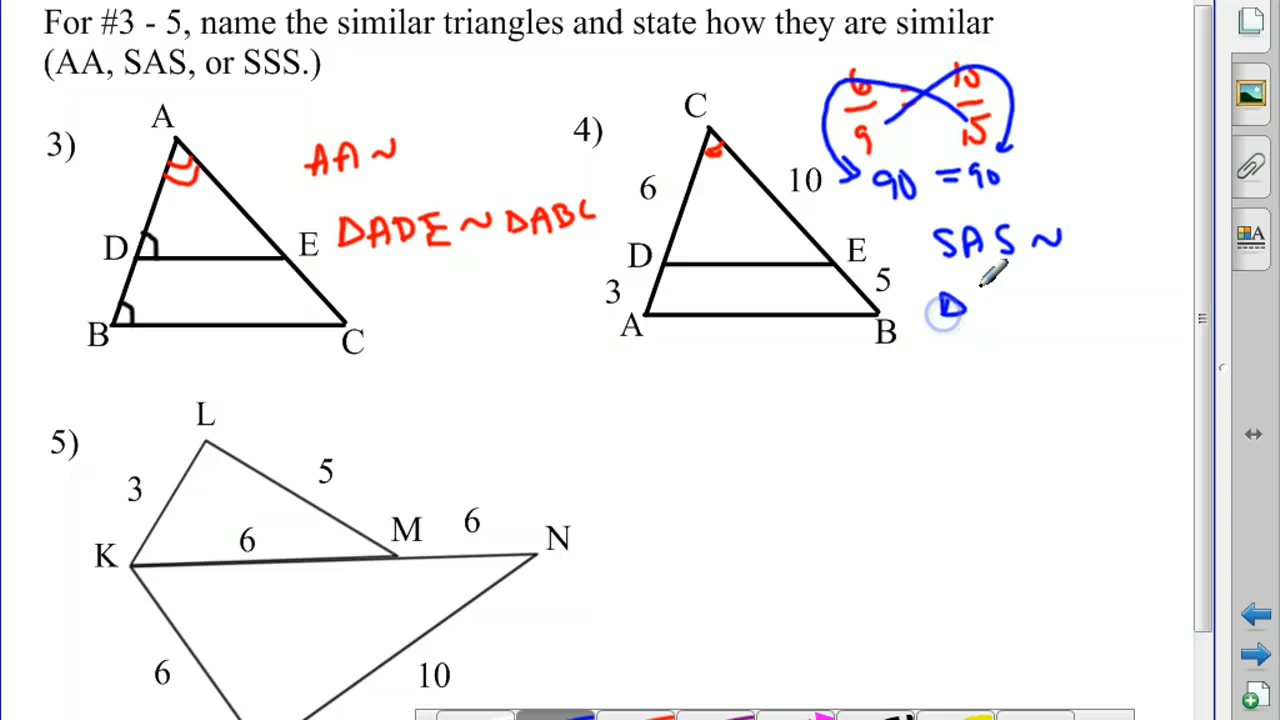 For #3 - 5, name the similar triangles and state how they are similar
(AA, SAS, or SSS.)
3)
A
D
E
B
C
AA ~
ΔADE ~ ΔABC
4)
C
6
10
D
E
3
5
A
B
6/9 = 10/15
90 = 90
SAS ~
Δ
5)
L
3
5
6
M
6
N
K
6
10